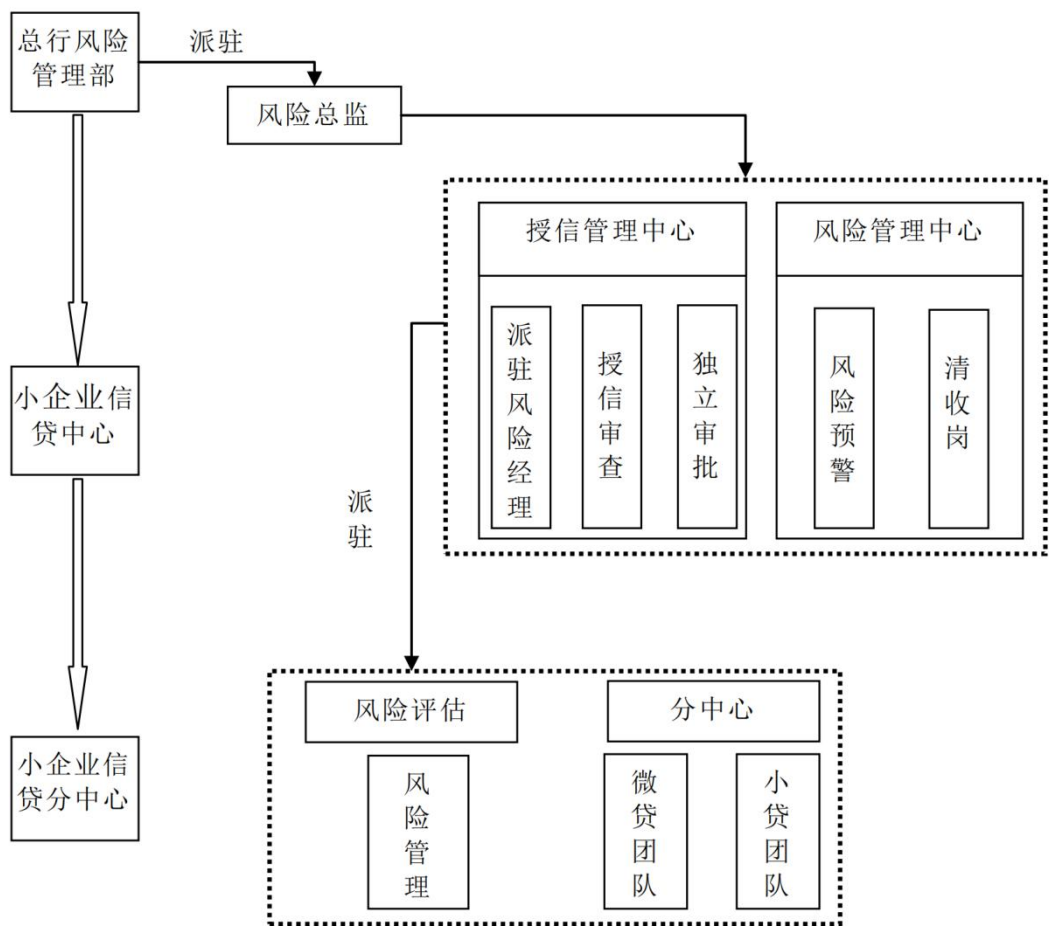 总行风险
管理部
派驻
风险总监
授信管理中心
风险管理中心
派驻风险经理
授信审查
独立审批
风险预警
清收岗
小企业信
贷中心
派驻
风险评估
分中心
小企业信
贷分中心
风险管理
微贷团队
小贷团队